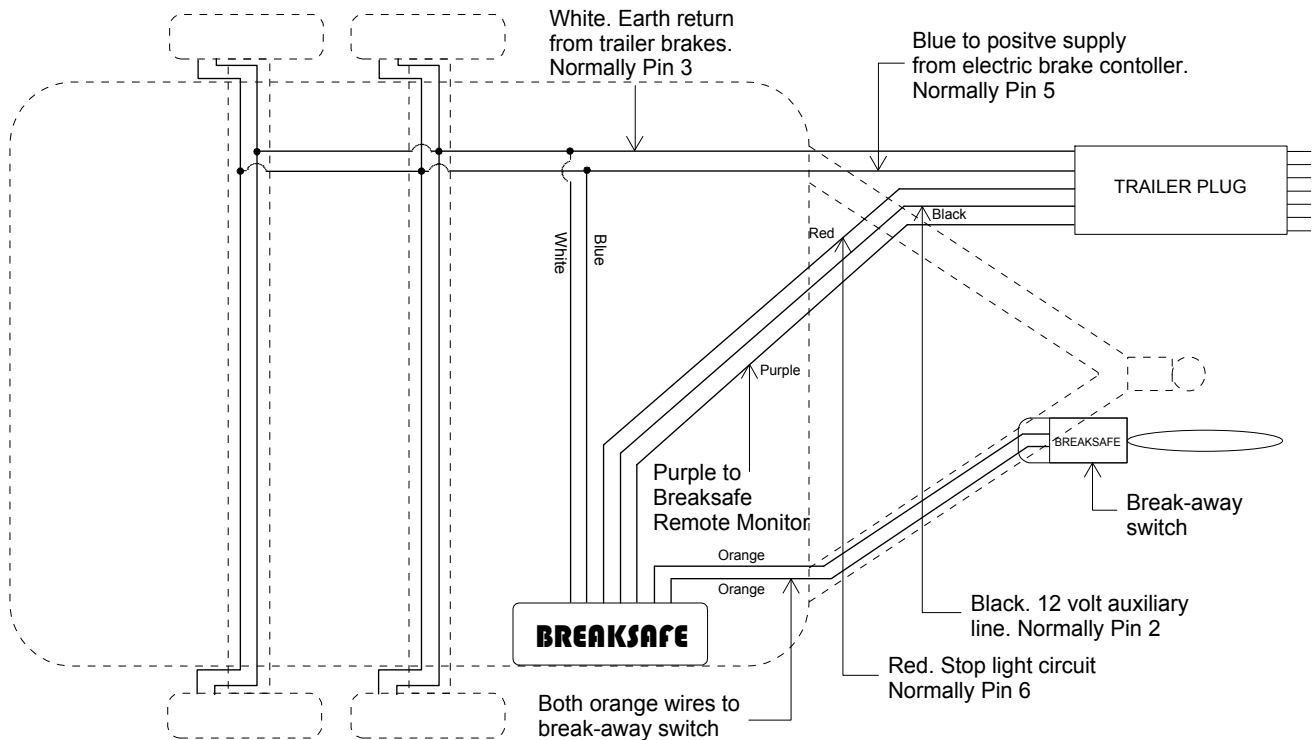 White. Earth return
from trailer brakes.
Normally Pin 3
Blue to positve supply
from electric brake contoller.
Normally Pin 5
TRAILER PLUG
Black
Red
White
Blue
Purple
BREAKSAFE
Purple to
Breaksafe
Remote Monitor
Break-away
switch
Orange
Orange
Black. 12 volt auxiliary
line. Normally Pin 2
BREAKSAFE
Red. Stop light circuit
Normally Pin 6
Both orange wires to
break-away switch